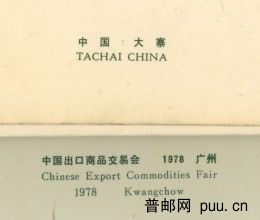 中国·大寨
TACHAI CHINA
中国出口商品交易会 1978 广州
Chinese Export Commodities Fair
1978 Kwangchow
普邮网 puu.cn